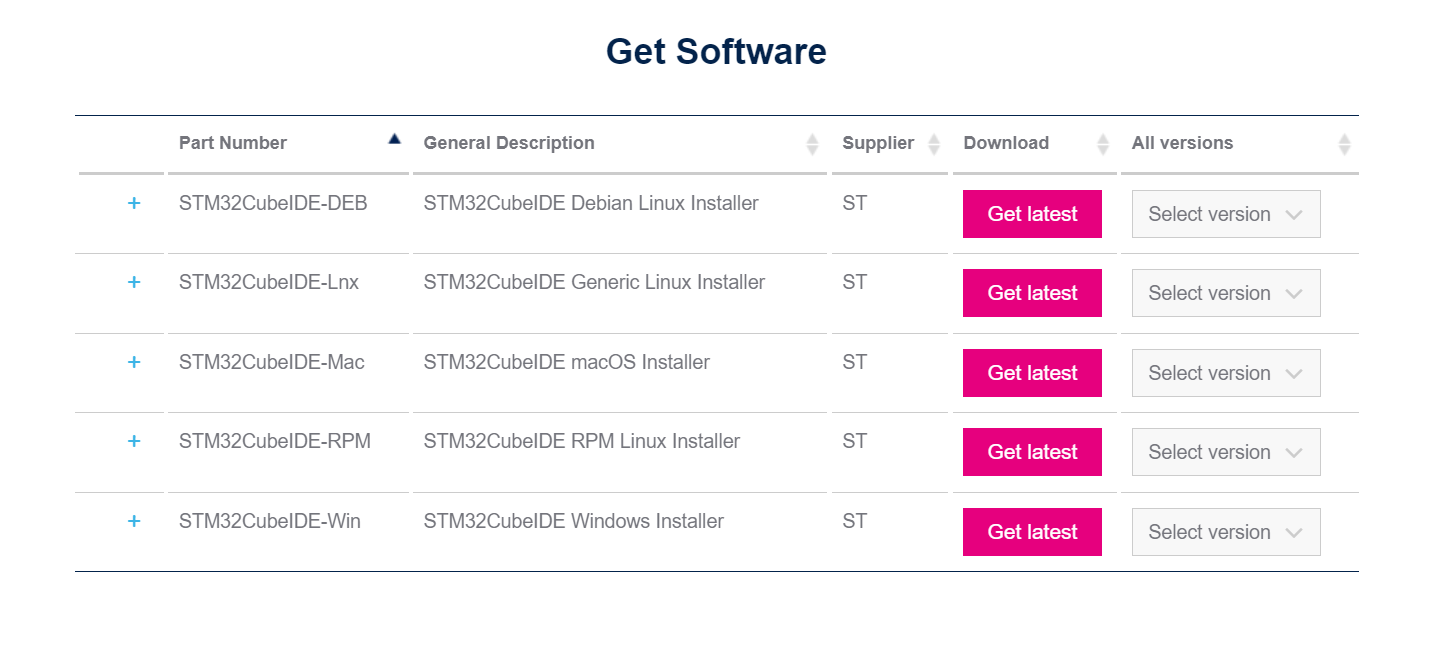 Get Software
Part Number General Description Supplier Download All versions
+ STM32CubeIDE-DEB STM32CubeIDE Debian Linux Installer ST Get latest Select version
+ STM32CubeIDE-Lnx STM32CubeIDE Generic Linux Installer ST Get latest Select version
+ STM32CubeIDE-Mac STM32CubeIDE macOS Installer ST Get latest Select version
+ STM32CubeIDE-RPM STM32CubeIDE RPM Linux Installer ST Get latest Select version
+ STM32CubeIDE-Win STM32CubeIDE Windows Installer ST Get latest Select version